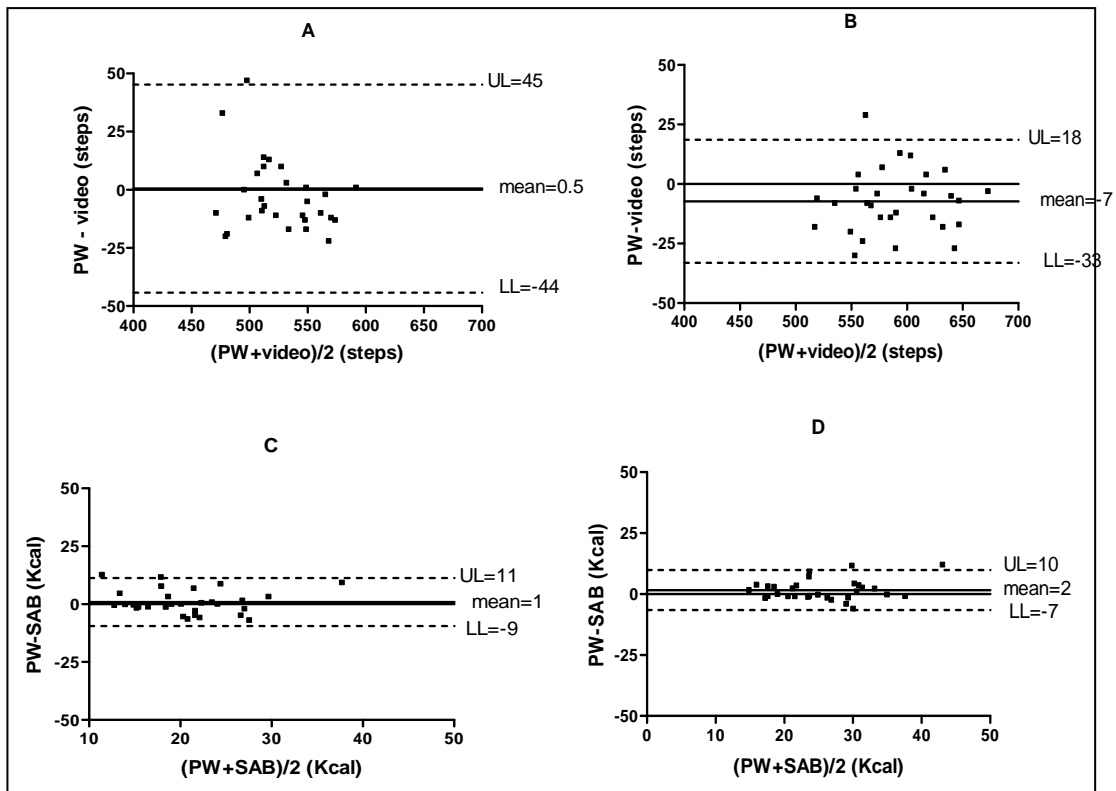 A
50
25
0
-25
-50
400 450 500 550 600 650 700
PW - video (steps)
(PW+video)/2 (steps)
UL=45
mean=0.5
LL=-44
B
50
25
0
-25
-50
400 450 500 550 600 650 700
PW-video (steps)
(PW+video)/2 (steps)
UL=18
mean=-7
LL=-33
C
50
25
0
-25
-50
10 20 30 40 50
PW-SAB (Kcal)
(PW+SAB)/2 (Kcal)
UL=11
mean=1
LL=-9
D
50
25
0
-25
-50
0 10 20 30 40 50
PW-SAB (Kcal)
(PW+SAB)/2 (Kcal)
UL=10
mean=2
LL=-7